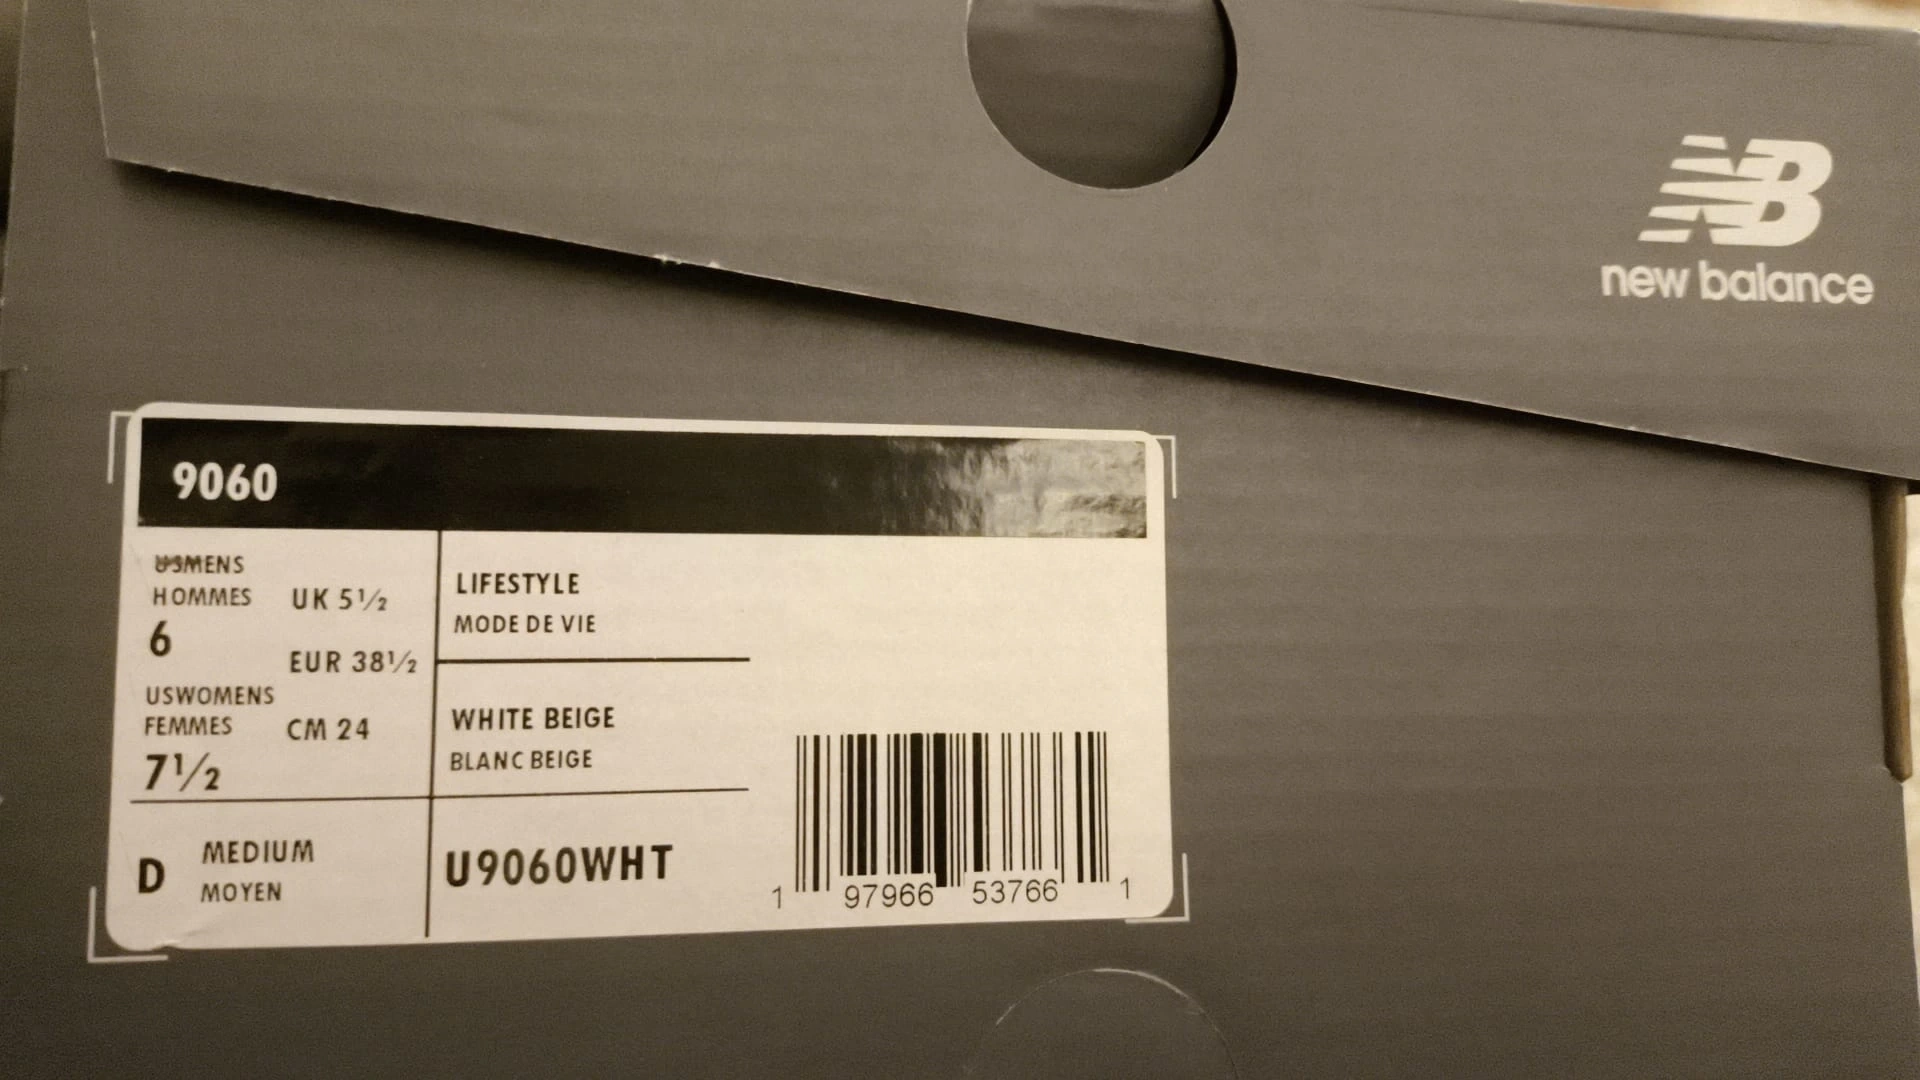 NB
new balance
9060
USMENS
HOMMES
6
UK 5½
EUR 38½
USWOMENS
FEMMES
7½
CM 24
D
MEDIUM
MOYEN
LIFESTYLE
MODE DE VIE
WHITE BEIGE
BLANC BEIGE
U9060WHT
1 97966 53766 1